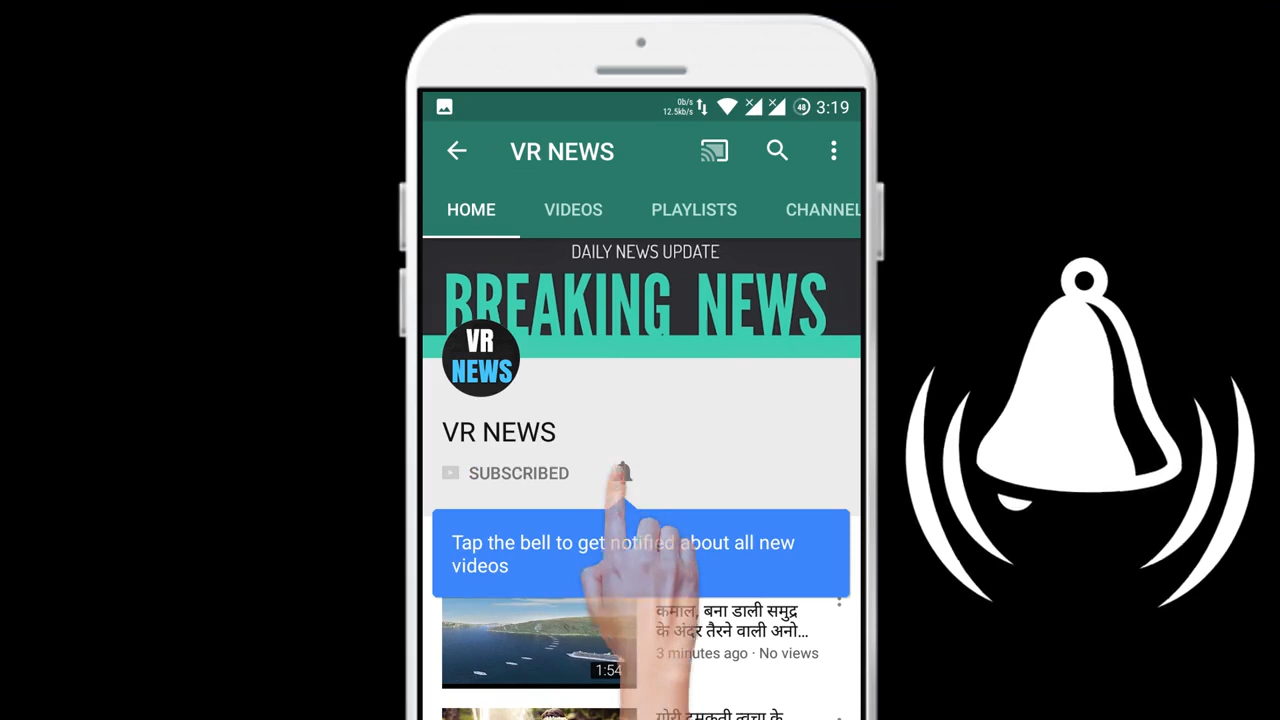 0b/s
12.5kb/s
48
3:19
VR NEWS
HOME VIDEOS PLAYLISTS CHANNEL
DAILY NEWS UPDATE
BREAKING NEWS
VR
NEWS
VR NEWS
SUBSCRIBED
Tap the bell to get notified about all new
videos
कमाल, बना डाली समुद्र
के अंदर तैरने वाली अनो...
3 minutes ago · No views
1:54
गोरी दमकती त्वचा के